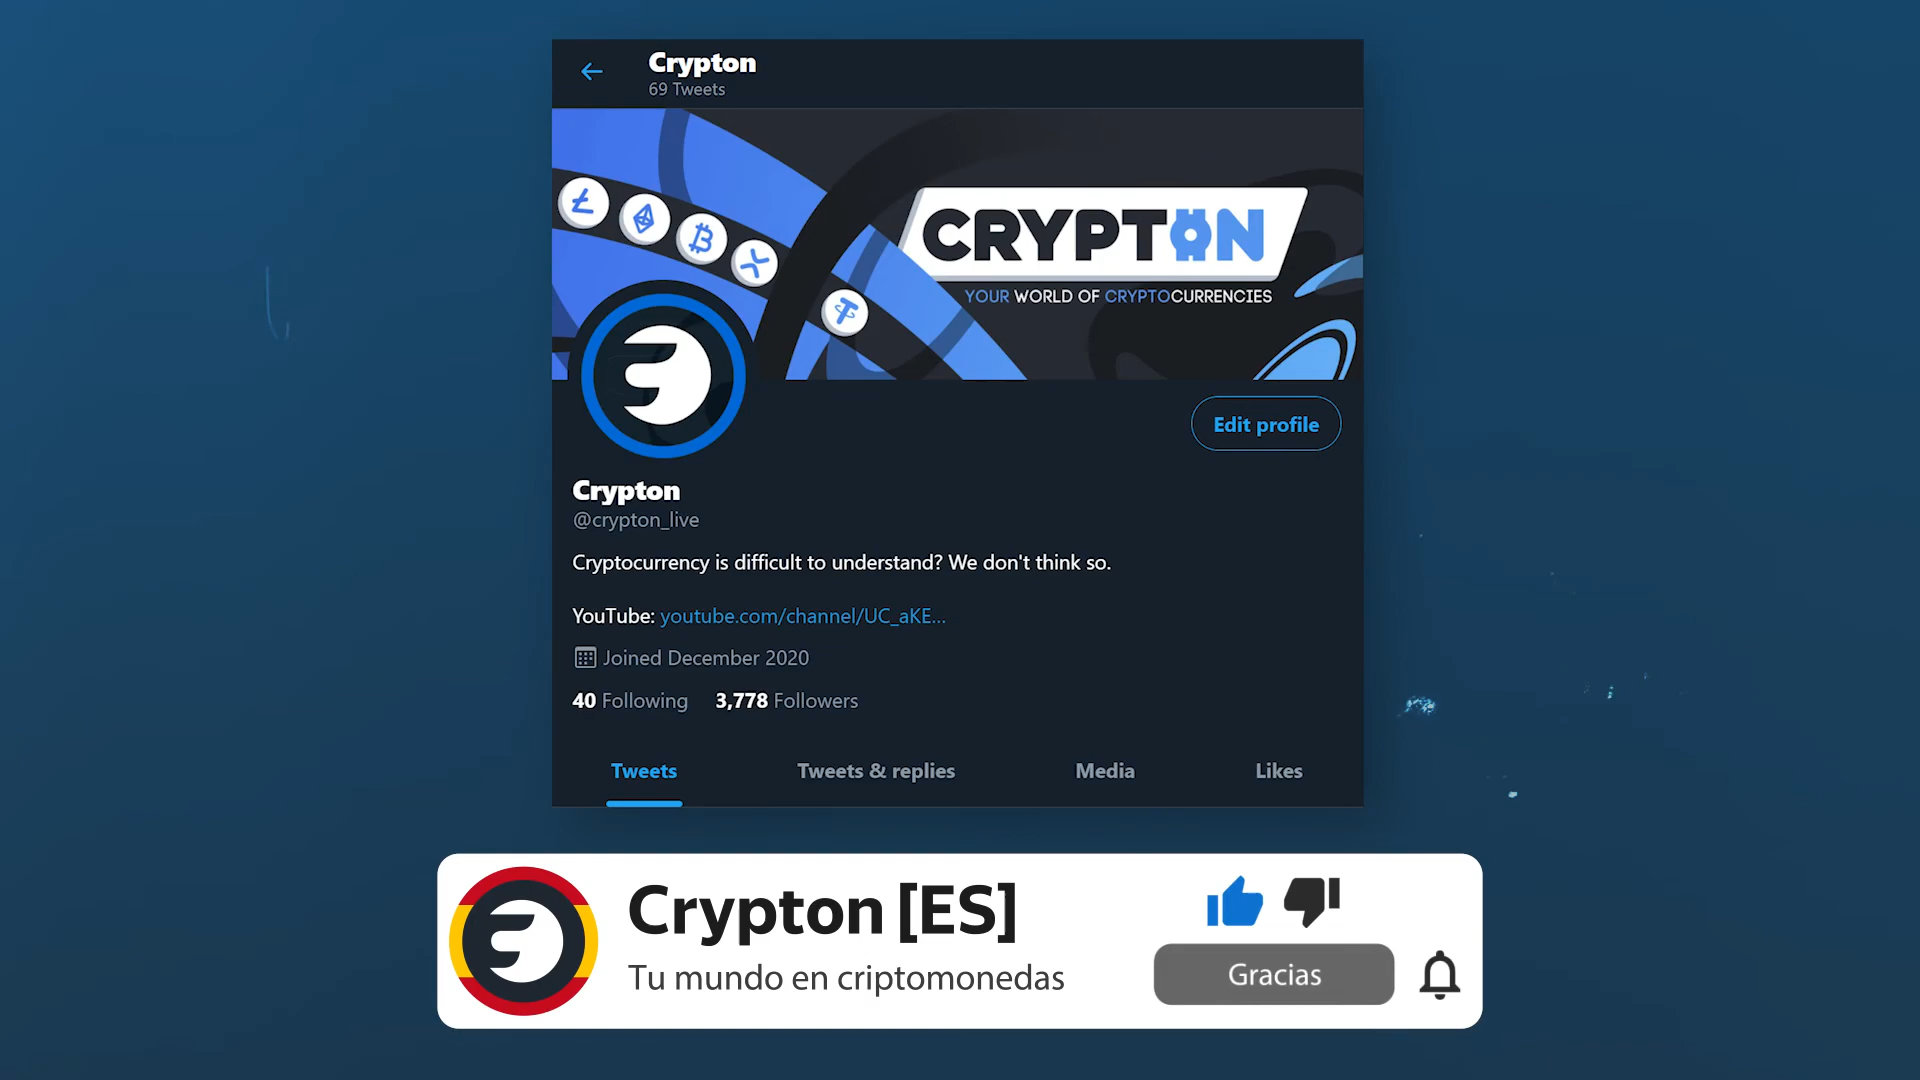 Crypton
69 Tweets
CRYPTON
YOUR WORLD OF CRYPTOCURRENCIES
Edit profile
Crypton
@crypton_live
Cryptocurrency is difficult to understand? We don't think so.
YouTube: youtube.com/channel/UC_aKE...
Joined December 2020
40 Following 3,778 Followers
Tweets Tweets & replies Media Likes
Crypton [ES]
Tu mundo en criptomonedas
Gracias